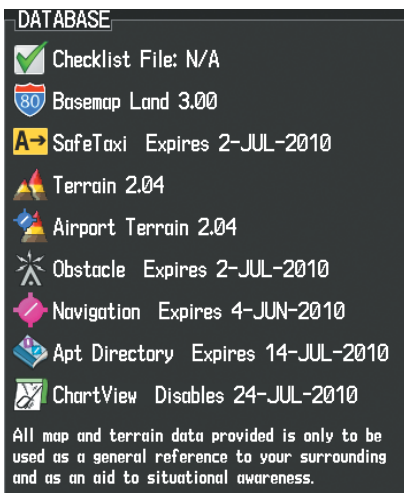 DATABASE
Checklist File: N/A
80 Basemap Land 3.00
A→ SafeTaxi Expires 2-JUL-2010
Terrain 2.04
Airport Terrain 2.04
Obstacle Expires 2-JUL-2010
Navigation Expires 4-JUN-2010
Apt Directory Expires 14-JUL-2010
ChartView Disables 24-JUL-2010
All map and terrain data provided is only to be
used as a general reference to your surrounding
and as an aid to situational awareness.